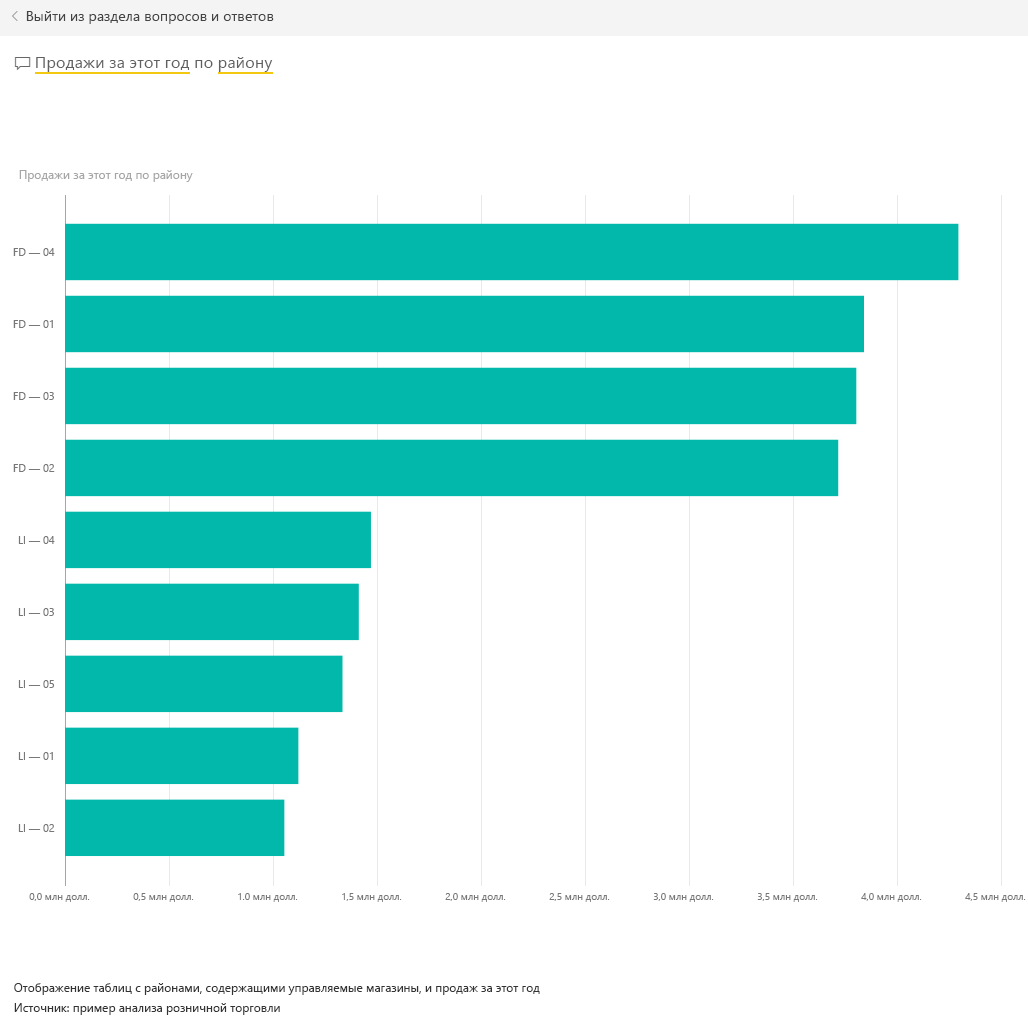 Выйти из раздела вопросов и ответов
Продажи за этот год по району
Продажи за этот год по району
FD — 04
FD — 01
FD — 03
FD — 02
LI — 04
LI — 03
LI — 05
LI — 01
LI — 02
0,0 млн долл. 0,5 млн долл. 1.0 млн долл. 1,5 млн долл. 2,0 млн долл. 2,5 млн долл. 3,0 млн долл. 3,5 млн долл. 4,0 млн долл. 4,5 млн долл.
Отображение таблиц с районами, содержащими управляемые магазины, и продаж за этот год
Источник: пример анализа розничной торговли